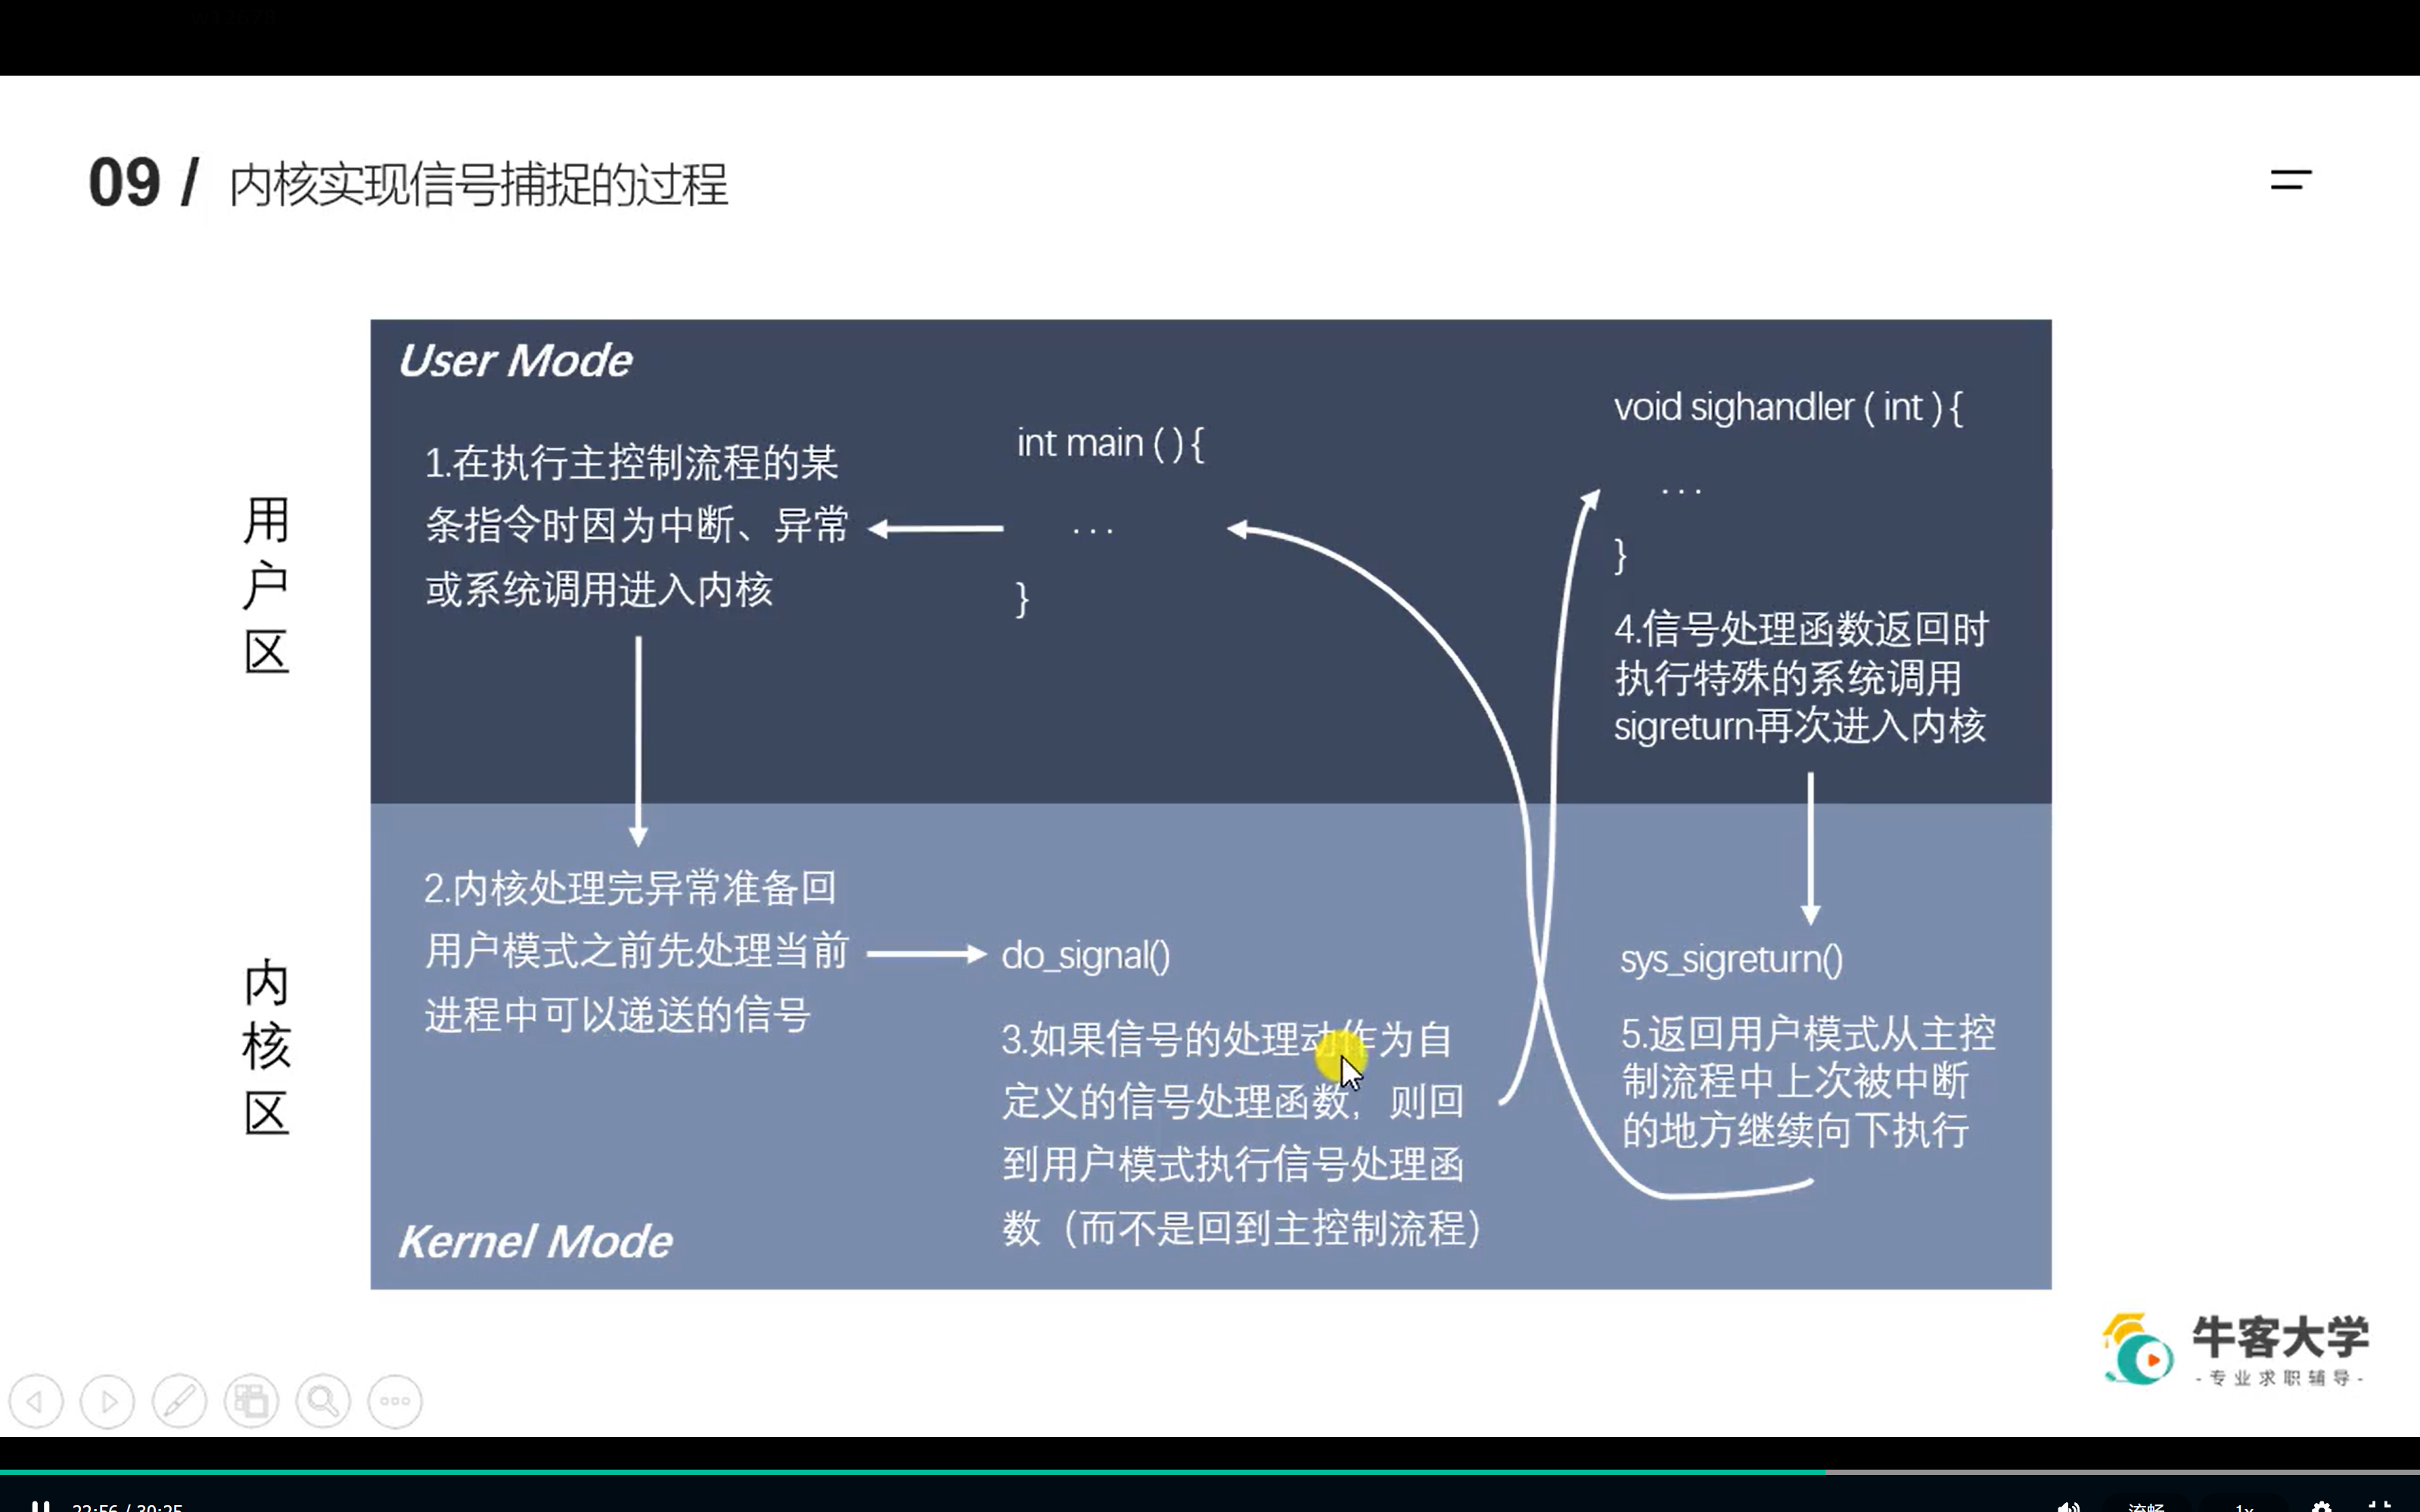 09 / 内核实现信号捕捉的过程
User Mode
用户区
1.在执行主控制流程的某
条指令时因为中断、异常
或系统调用进入内核
int main ( ) {
...
}
void sighandler ( int ) {
...
}
4.信号处理函数返回时
执行特殊的系统调用
sigreturn再次进入内核
内核区
2.内核处理完异常准备回
用户模式之前先处理当前
进程中可以递送的信号
do_signal()
3.如果信号的处理动作为自
定义的信号处理函数，则回
到用户模式执行信号处理函
数（而不是回到主控制流程）
sys_sigreturn()
5.返回用户模式从主控
制流程中上次被中断
的地方继续向下执行
Kernel Mode
牛客大学
-专业求职辅导-
22:56 / 30:25
流畅
1x